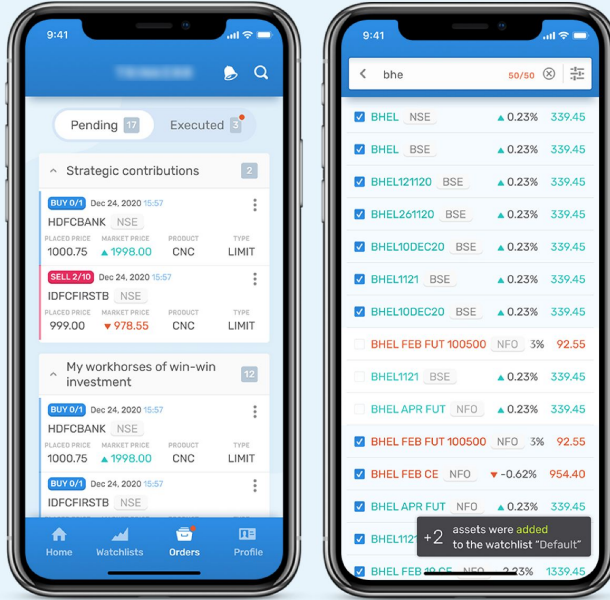 9:41
Pending 17 Executed 3
Strategic contributions 2
BUY 0/1 Dec 24, 2020 15:57
HDFCBANK NSE
PLACED PRICE MARKET PRICE PRODUCT TYPE
1000.75 ▲ 1998.00 CNC LIMIT
SELL 2/10 Dec 24, 2020 15:57
IDFCFIRSTB NSE
PLACED PRICE MARKET PRICE PRODUCT TYPE
999.00 ▼ 978.55 CNC LIMIT
My workhorses of win-win
investment 12
BUY 0/1 Dec 24, 2020 15:57
HDFCBANK NSE
PLACED PRICE MARKET PRICE PRODUCT TYPE
1000.75 ▲ 1998.00 CNC LIMIT
BUY 0/1 Dec 24, 2020 15:57
IDFCFIRSTB NSE
Home Watchlists Orders Profile
9:41
bhe 50/50
BHEL NSE ▲ 0.23% 339.45
BHEL BSE ▲ 0.23% 339.45
BHEL121120 BSE ▲ 0.23% 339.45
BHEL261120 BSE ▲ 0.23% 339.45
BHEL10DEC20 BSE ▲ 0.23% 339.45
BHEL1121 BSE ▲ 0.23% 339.45
BHEL10DEC20 BSE ▲ 0.23% 339.45
BHEL FEB FUT 100500 NFO 3% 92.55
BHEL1121 BSE ▲ 0.23% 339.45
BHEL APR FUT NFO ▲ 0.23% 339.45
BHEL FEB FUT 100500 NFO 3% 92.55
BHEL FEB CE NFO ▼ -0.62% 954.40
BHEL APR FUT NFO ▲ 0.23% 339.45
BHEL1121
+2 assets were added
to the watchlist "Default"
BHEL FEB CE NFO 2.23% 1339.45